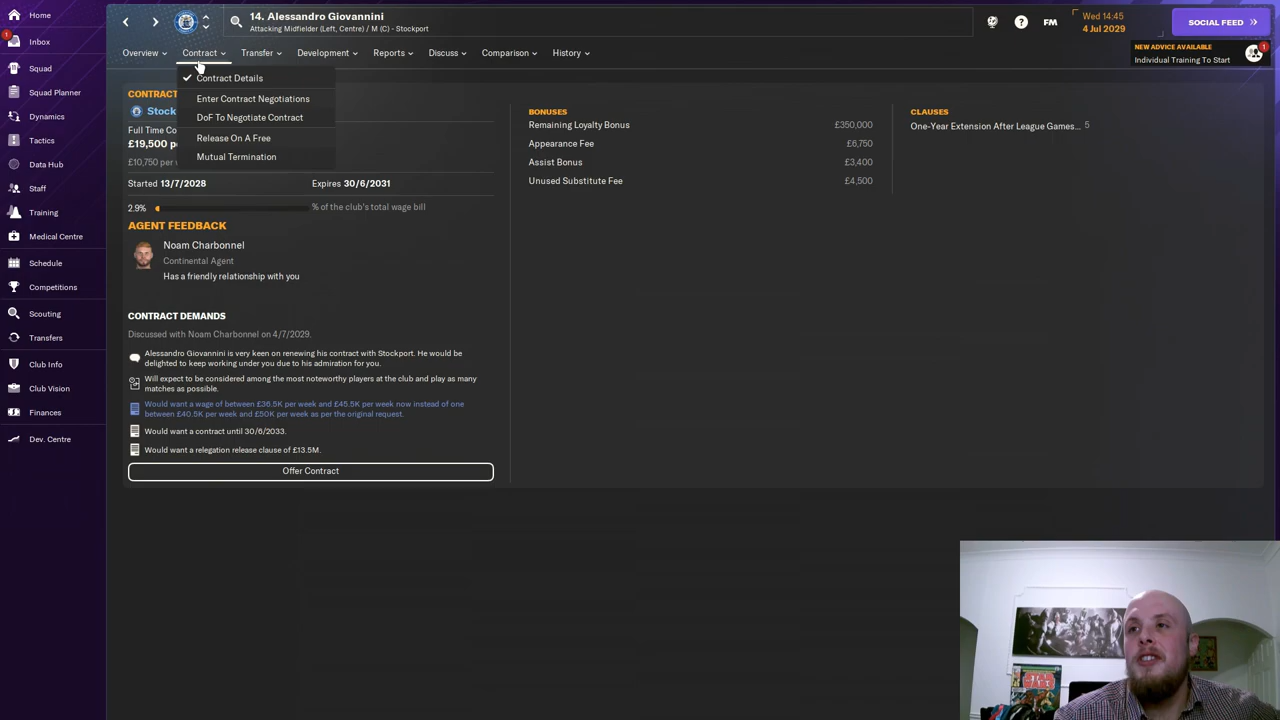 14. Alessandro Giovannini
Attacking Midfielder (Left, Centre) / M (C) - Stockport
FM
Wed 14:45
4 Jul 2029
SOCIAL FEED
1
Inbox
Home
Overview
Contract
Transfer
Development
Reports
Discuss
Comparison
History
NEW ADVICE AVAILABLE
Individual Training To Start
1
Squad
Squad Planner
Dynamics
Tactics
Data Hub
Staff
Training
Medical Centre
Schedule
Competitions
Scouting
Transfers
Club Info
Club Vision
Finances
Dev. Centre
Contract Details
Enter Contract Negotiations
DoF To Negotiate Contract
Release On A Free
Mutual Termination
CONTRACT
Stock
Full Time Co
£19,500 p
£10,750 per
Started 13/7/2028
Expires 30/6/2031
2.9%
% of the club's total wage bill
AGENT FEEDBACK
Noam Charbonnel
Continental Agent
Has a friendly relationship with you
CONTRACT DEMANDS
Discussed with Noam Charbonnel on 4/7/2029.
Alessandro Giovannini is very keen on renewing his contract with Stockport. He would be
delighted to keep working under you due to his admiration for you.
Will expect to be considered among the most noteworthy players at the club and play as many
matches as possible.
Would want a wage of between £36.5K per week and £45.5K per week now instead of one
between £40.5K per week and £50K per week as per the original request.
Would want a contract until 30/6/2033.
Would want a relegation release clause of £13.5M.
Offer Contract
BONUSES
Remaining Loyalty Bonus £350,000
Appearance Fee £6,750
Assist Bonus £3,400
Unused Substitute Fee £4,500
CLAUSES
One-Year Extension After League Games... 5
STAR
WARS